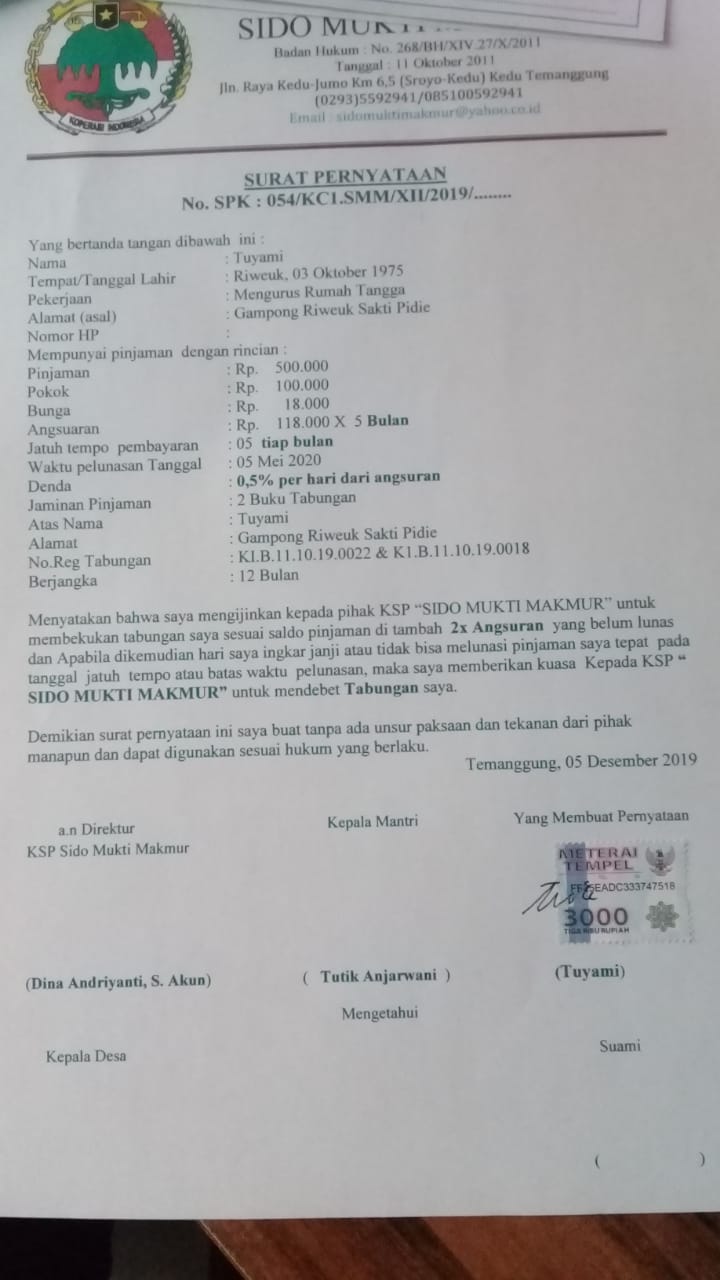 SIDO MUKTI
Badan Hukum : No. 268/BH/XIV.27/X/2011
Tanggal : 11 Oktober 2011
Jln. Raya Kedu-Jumo Km 6,5 (Sroyo-Kedu) Kedu Temanggung
(0293)5592941/085100592941
Email : sidomuktimakmur@yahoo.co.id
KOPERASI INDONESIA
SURAT PERNYATAAN
No. SPK : 054/KC1.SMM/XII/2019/........
Yang bertanda tangan dibawah ini :
Nama : Tuyami
Tempat/Tanggal Lahir : Riweuk, 03 Oktober 1975
Pekerjaan : Mengurus Rumah Tangga
Alamat (asal) : Gampong Riweuk Sakti Pidie
Nomor HP :
Mempunyai pinjaman dengan rincian :
Pinjaman : Rp. 500.000
Pokok : Rp. 100.000
Bunga : Rp. 18.000
Angsuaran : Rp. 118.000 X 5 Bulan
Jatuh tempo pembayaran : 05 tiap bulan
Waktu pelunasan Tanggal : 05 Mei 2020
Denda : 0,5% per hari dari angsuran
Jaminan Pinjaman : 2 Buku Tabungan
Atas Nama : Tuyami
Alamat : Gampong Riweuk Sakti Pidie
No.Reg Tabungan : KI.B.11.10.19.0022 & K1.B.11.10.19.0018
Berjangka : 12 Bulan
Menyatakan bahwa saya mengijinkan kepada pihak KSP “SIDO MUKTI MAKMUR” untuk
membekukan tabungan saya sesuai saldo pinjaman di tambah 2x Angsuran yang belum lunas
dan Apabila dikemudian hari saya ingkar janji atau tidak bisa melunasi pinjaman saya tepat pada
tanggal jatuh tempo atau batas waktu pelunasan, maka saya memberikan kuasa Kepada KSP “
SIDO MUKTI MAKMUR” untuk mendebet Tabungan saya.
Demikian surat pernyataan ini saya buat tanpa ada unsur paksaan dan tekanan dari pihak
manapun dan dapat digunakan sesuai hukum yang berlaku.
Temanggung, 05 Desember 2019
a.n Direktur
KSP Sido Mukti Makmur
Kepala Mantri
Yang Membuat Pernyataan
METERAI
TEMPEL
EADC333747518
3000
TIGA RIBU RUPIAH
(Dina Andriyanti, S. Akun) ( Tutik Anjarwani ) (Tuyami)
Mengetahui
Kepala Desa Suami
( )